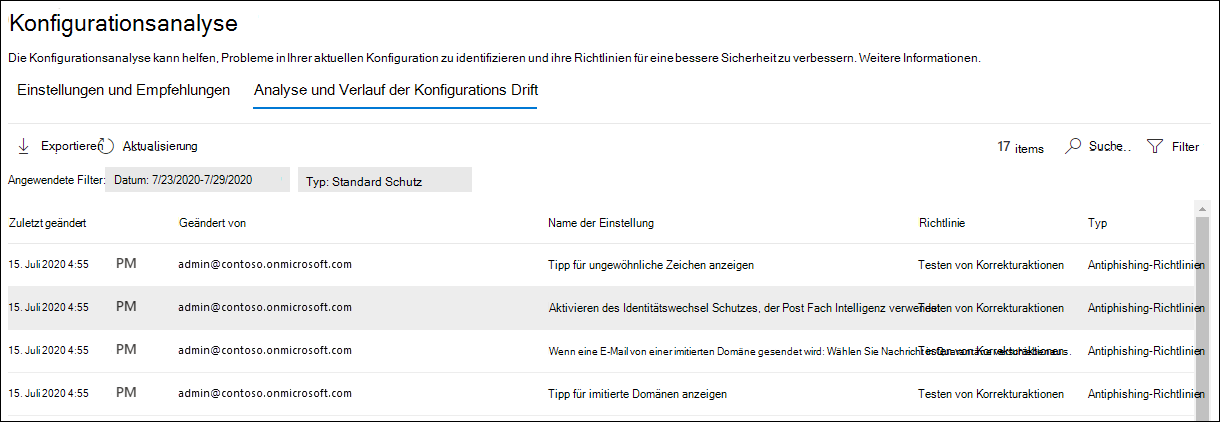 Konfigurationsanalyse
Die Konfigurationsanalyse kann helfen, Probleme in Ihrer aktuellen Konfiguration zu identifizieren und ihre Richtlinien für eine bessere Sicherheit zu verbessern. Weitere Informationen.
Einstellungen und Empfehlungen Analyse und Verlauf der Konfigurations Drift
Exportieren Aktualisierung 17 items Suche.. Filter
Angewendete Filter: Datum: 7/23/2020-7/29/2020 Typ: Standard Schutz
Zuletzt geändert Geändert von Name der Einstellung Richtlinie Typ
15. Juli 2020 4:55 PM admin@contoso.onmicrosoft.com Tipp für ungewöhnliche Zeichen anzeigen Testen von Korrekturaktionen Antiphishing-Richtlinien
15. Juli 2020 4:55 PM admin@contoso.onmicrosoft.com Aktivieren des Identitätswechsel Schutzes, der Post Fach Intelligenz Testen von Korrekturaktionen Antiphishing-Richtlinien
15. Juli 2020 4:55 PM admin@contoso.onmicrosoft.com Wenn eine E-Mail von einer imitierten Domäne gesendet wird: Wählen Sie Nachricht in Testen von Korrekturaktionen Antiphishing-Richtlinien
15. Juli 2020 4:55 PM admin@contoso.onmicrosoft.com Tipp für imitierte Domänen anzeigen Testen von Korrekturaktionen Antiphishing-Richtlinien